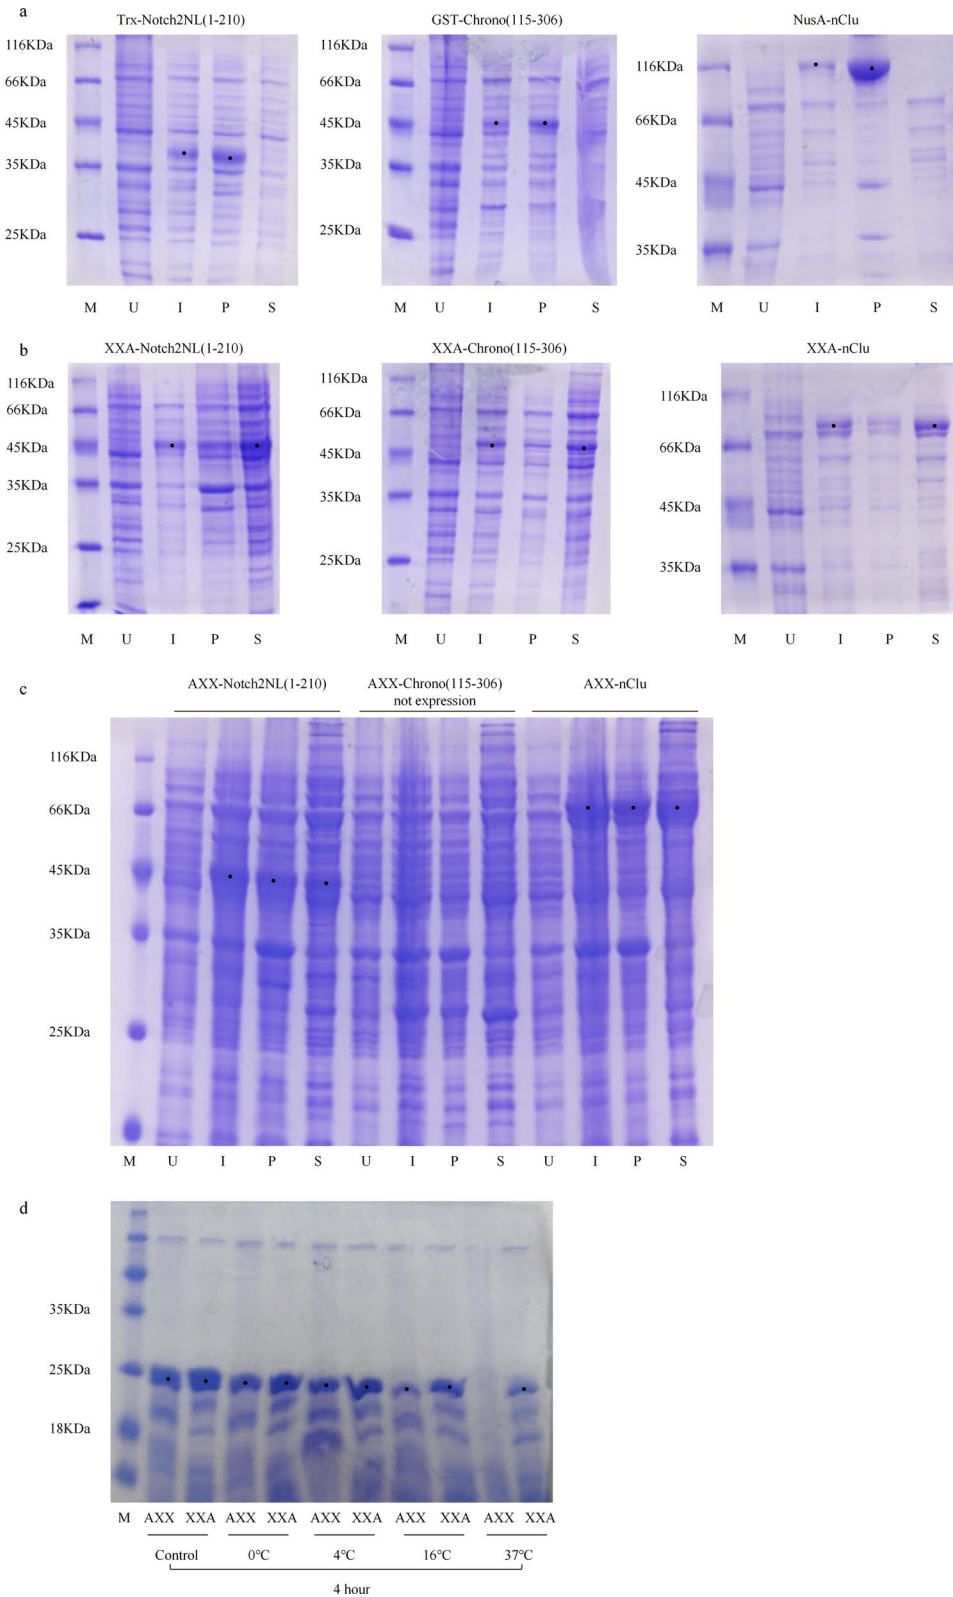 a
Trx-Notch2NL(1-210)
GST-Chrono(115-306)
NusA-nClu
116KDa
66KDa
45KDa
35KDa
25KDa
116KDa
66KDa
45KDa
35KDa
25KDa
116KDa
66KDa
45KDa
35KDa
M U I P S
M U I P S
M U I P S
b
XXA-Notch2NL(1-210)
XXA-Chrono(115-306)
XXA-nClu
116KDa
66KDa
45KDa
35KDa
25KDa
116KDa
66KDa
45KDa
35KDa
25KDa
116KDa
66KDa
45KDa
35KDa
M U I P S
M U I P S
M U I P S
c
AXX-Notch2NL(1-210)
AXX-Chrono(115-306)
not expression
AXX-nClu
116KDa
66KDa
45KDa
35KDa
25KDa
M U I P S U I P S U I P S
d
35KDa
25KDa
18KDa
M AXX XXA AXX XXA AXX XXA AXX XXA AXX XXA
Control 0℃ 4℃ 16℃ 37℃
4 hour